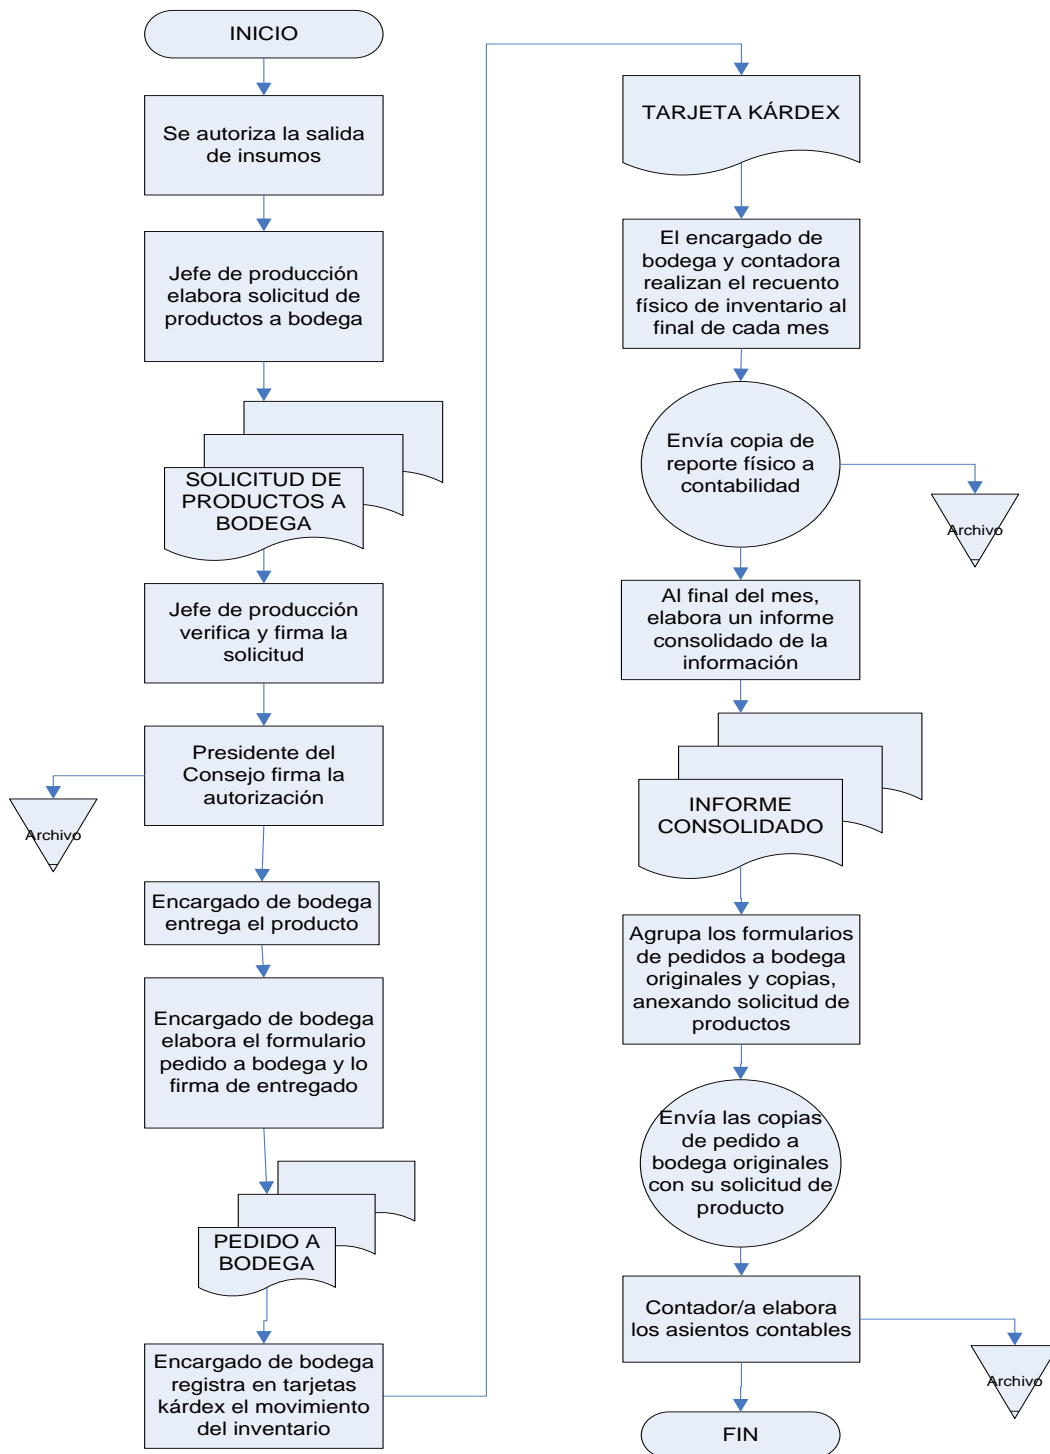 INICIO
Se autoriza la salida
de insumos
Jefe de producción
elabora solicitud de
productos a bodega
SOLICITUD DE
PRODUCTOS A
BODEGA
Jefe de producción
verifica y firma la
solicitud
Presidente del
Consejo firma la
autorización
Archivo
Encargado de bodega
entrega el producto
Encargado de bodega
elabora el formulario
pedido a bodega y lo
firma de entregado
PEDIDO A
BODEGA
Encargado de bodega
registra en tarjetas
kárdex el movimiento
del inventario
TARJETA KÁRDEX
El encargado de
bodega y contadora
realizan el recuento
físico de inventario al
final de cada mes
Envía copia de
reporte físico a
contabilidad
Archivo
Al final del mes,
elabora un informe
consolidado de la
información
INFORME
CONSOLIDADO
Agrupa los formularios
de pedidos a bodega
originales y copias,
anexando solicitud de
productos
Envía las copias
de pedido a
bodega originales
con su solicitud de
producto
Contador/a elabora
los asientos contables
Archivo
FIN